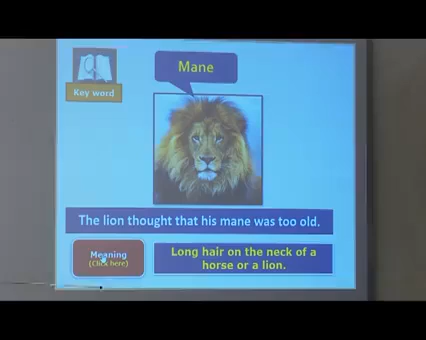 Mane
Key word
The lion thought that his mane was too old.
Meaning
(Click here)
Long hair on the neck of a
horse or a lion.